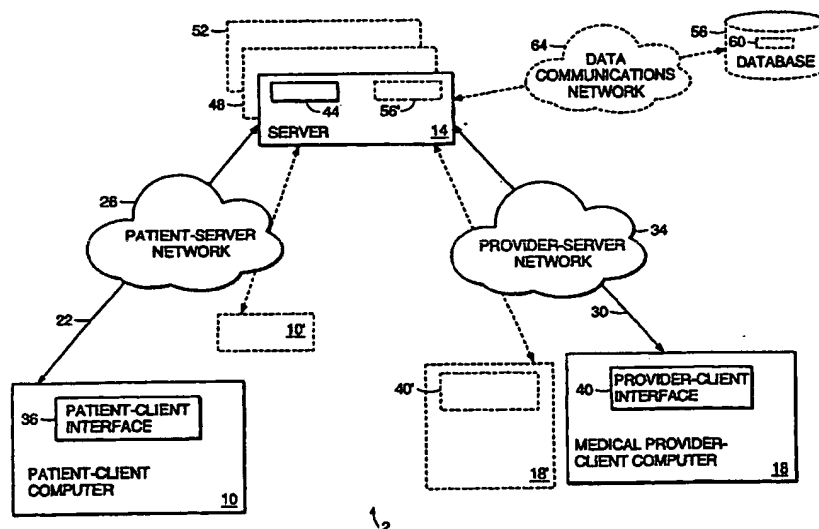 52
48
44
56'
SERVER
14
64
DATA
COMMUNICATIONS
NETWORK
56
60
DATABASE
26
PATIENT-SERVER
NETWORK
PROVIDER-SERVER
NETWORK
34
22
10'
30
36
PATIENT-CLIENT
INTERFACE
PATIENT-CLIENT
COMPUTER
10
40'
18'
40
PROVIDER-CLIENT
INTERFACE
MEDICAL PROVIDER-
CLIENT COMPUTER
18
2